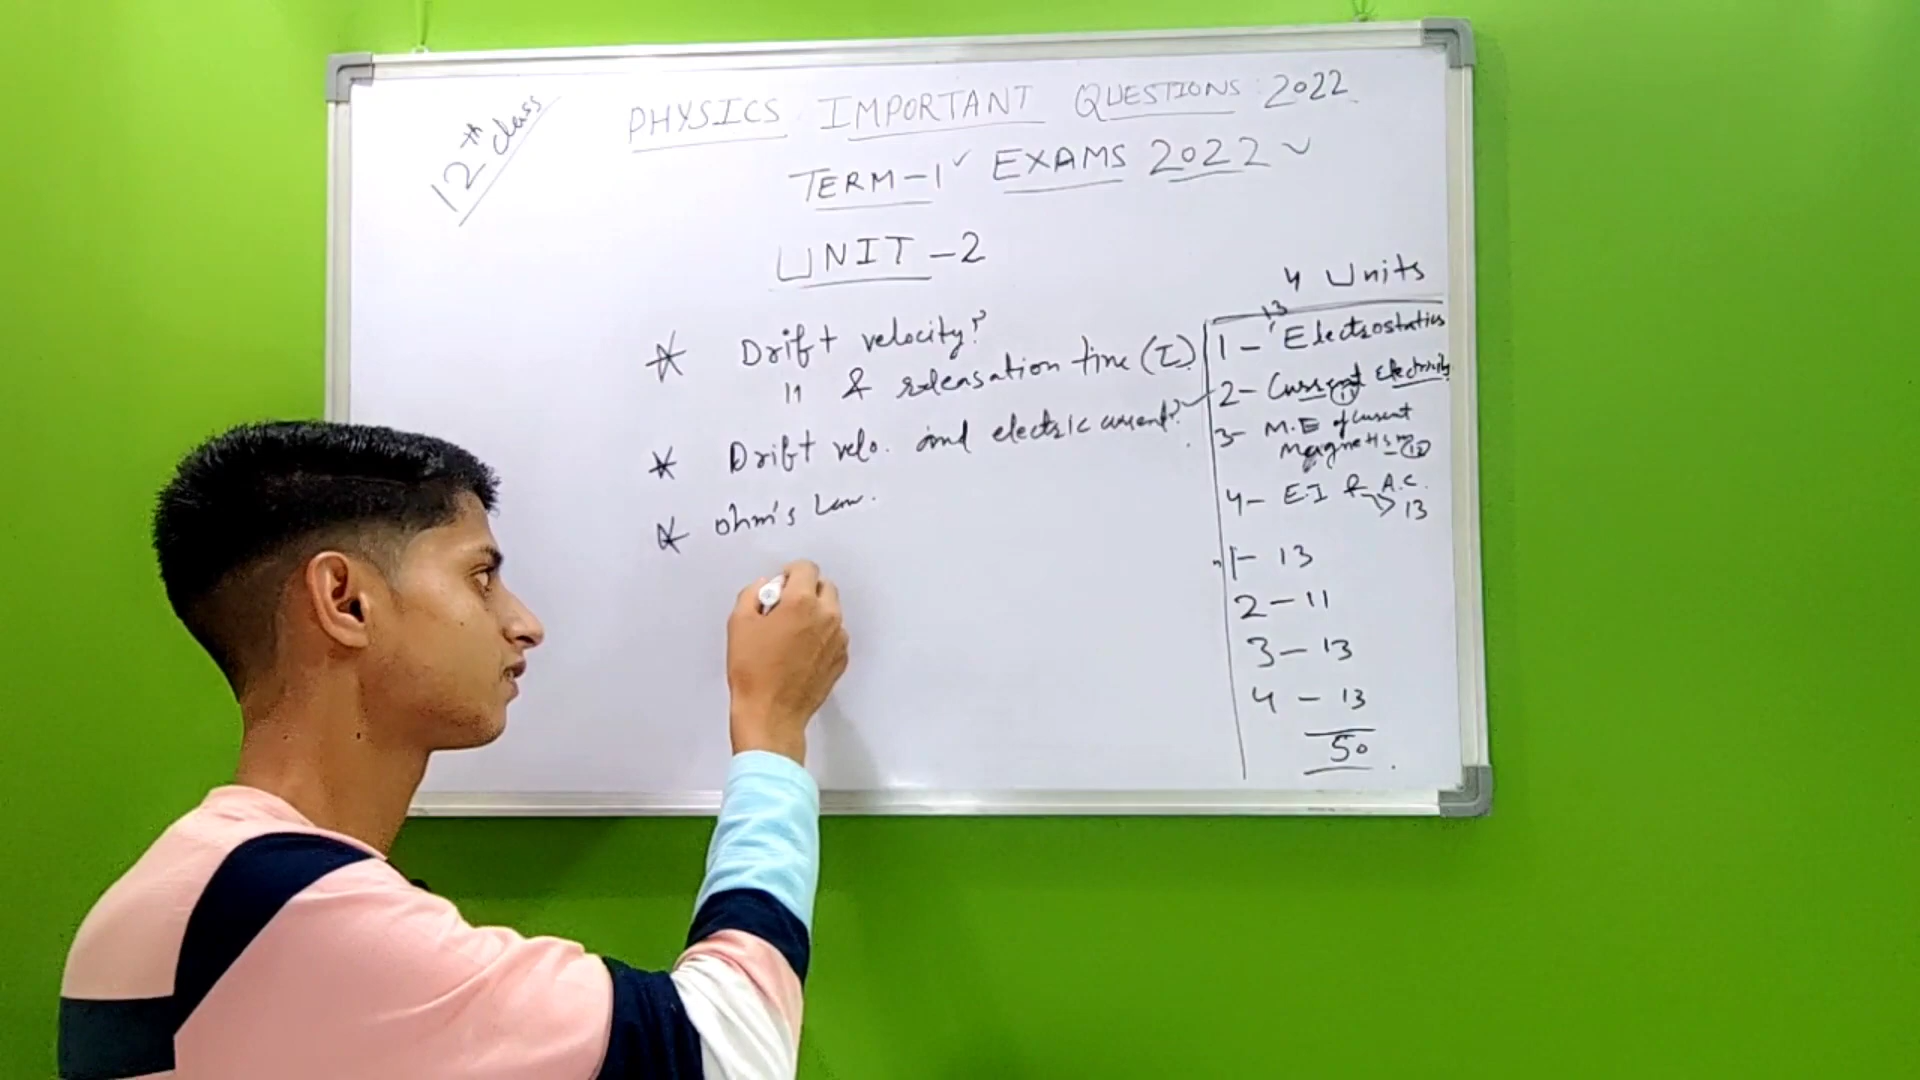 12th class
PHYSICS IMPORTANT QUESTIONS 2022
TERM-1 EXAMS 2022
UNIT-2
Drift velocity?
" & relaxsation time (τ)
Drift velo. and electric current?
ohm's Law.
4 Units
13
1 - Electrostatics
2 - Current Electricity
11
3 - M.E of current
Magnetism
4 - E.I & A.C.
13
1 - 13
2 - 11
3 - 13
4 - 13
50